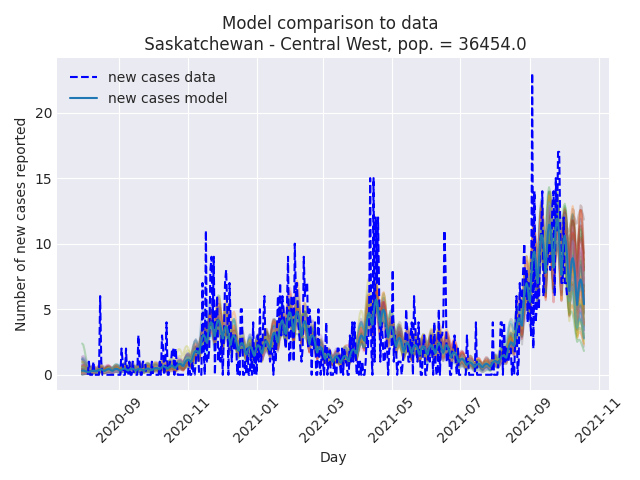 Model comparison to data
Saskatchewan - Central West, pop. = 36454.0
new cases data
new cases model
Number of new cases reported
20
15
10
5
0
2020-09
2020-11
2021-01
2021-03
2021-05
2021-07
2021-09
2021-11
Day